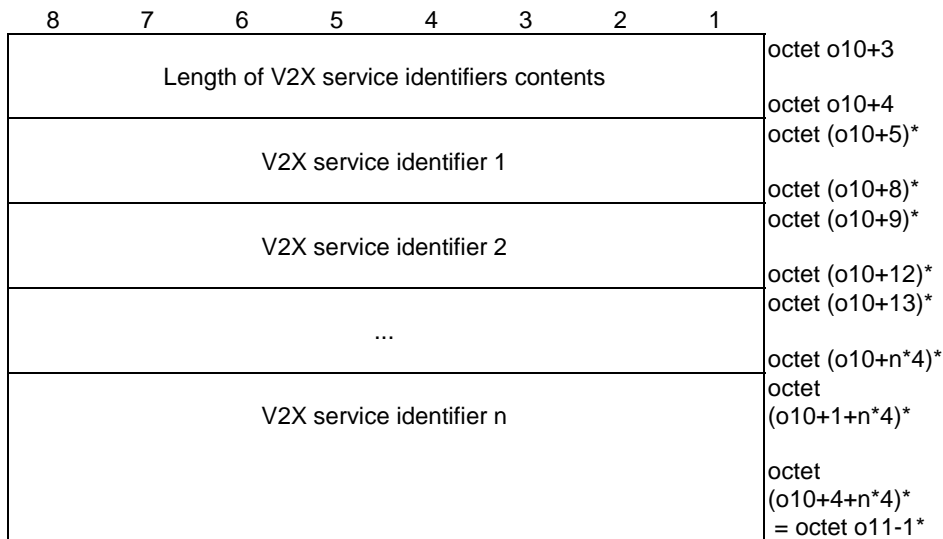 8 7 6 5 4 3 2 1
Length of V2X service identifiers contents
octet o10+3
octet o10+4
V2X service identifier 1
octet (o10+5)*
octet (o10+8)*
V2X service identifier 2
octet (o10+9)*
octet (o10+12)*
...
octet (o10+13)*
octet (o10+n*4)*
V2X service identifier n
octet
(o10+1+n*4)*
octet
(o10+4+n*4)*
= octet o11-1*